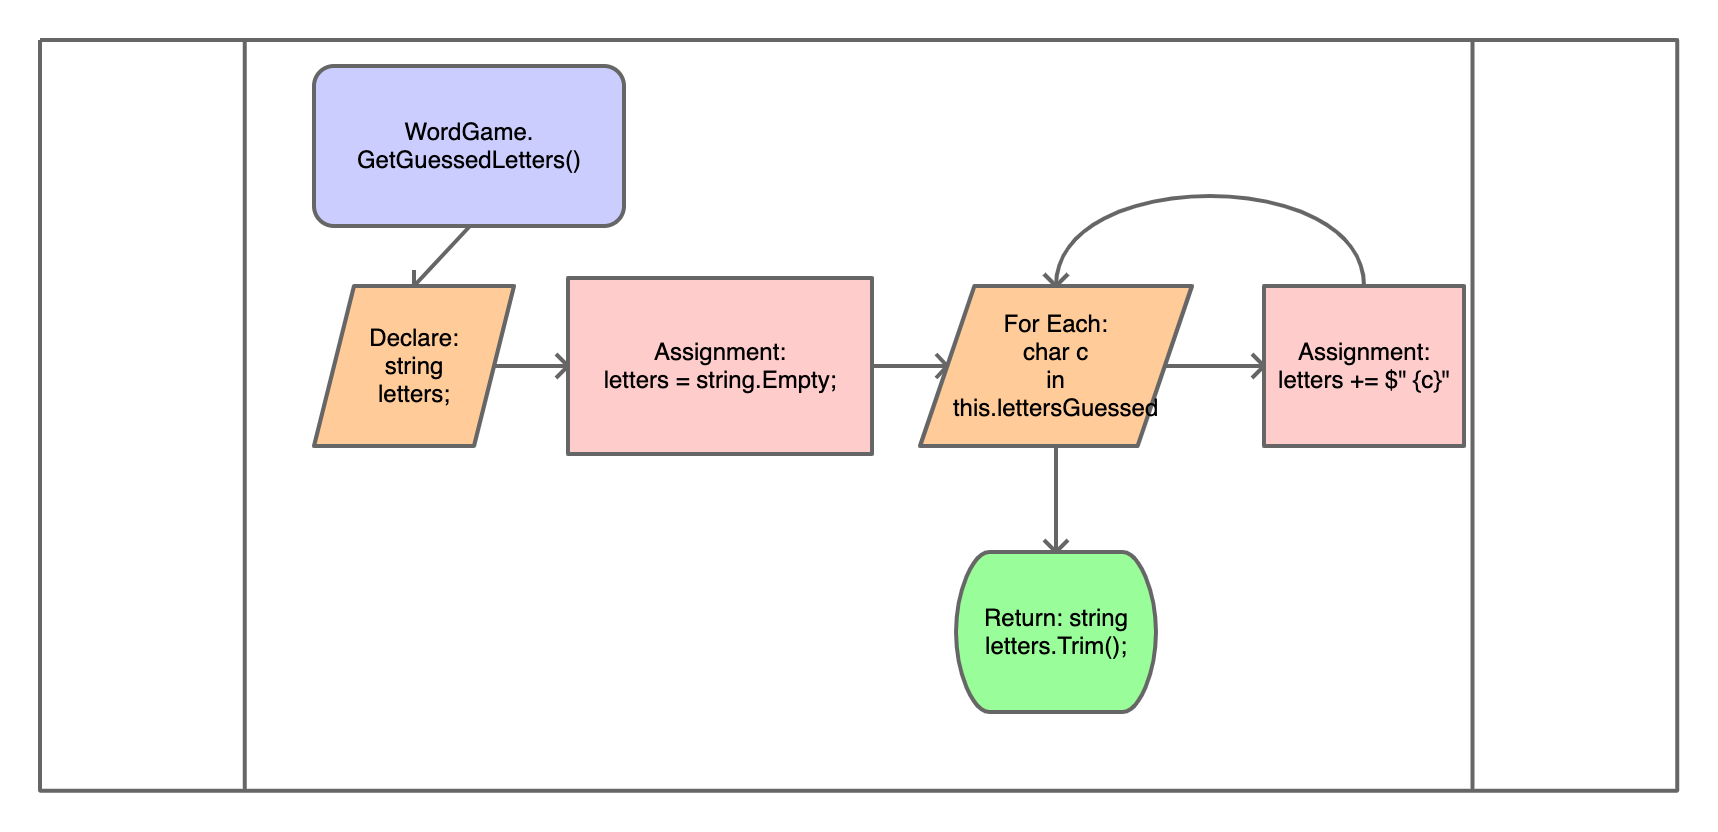 WordGame.
GetGuessedLetters()
Declare:
string
letters;
Assignment:
letters = string.Empty;
For Each:
char c
in
this.lettersGuessed
Assignment:
letters += $" {c}"
Return: string
letters.Trim();